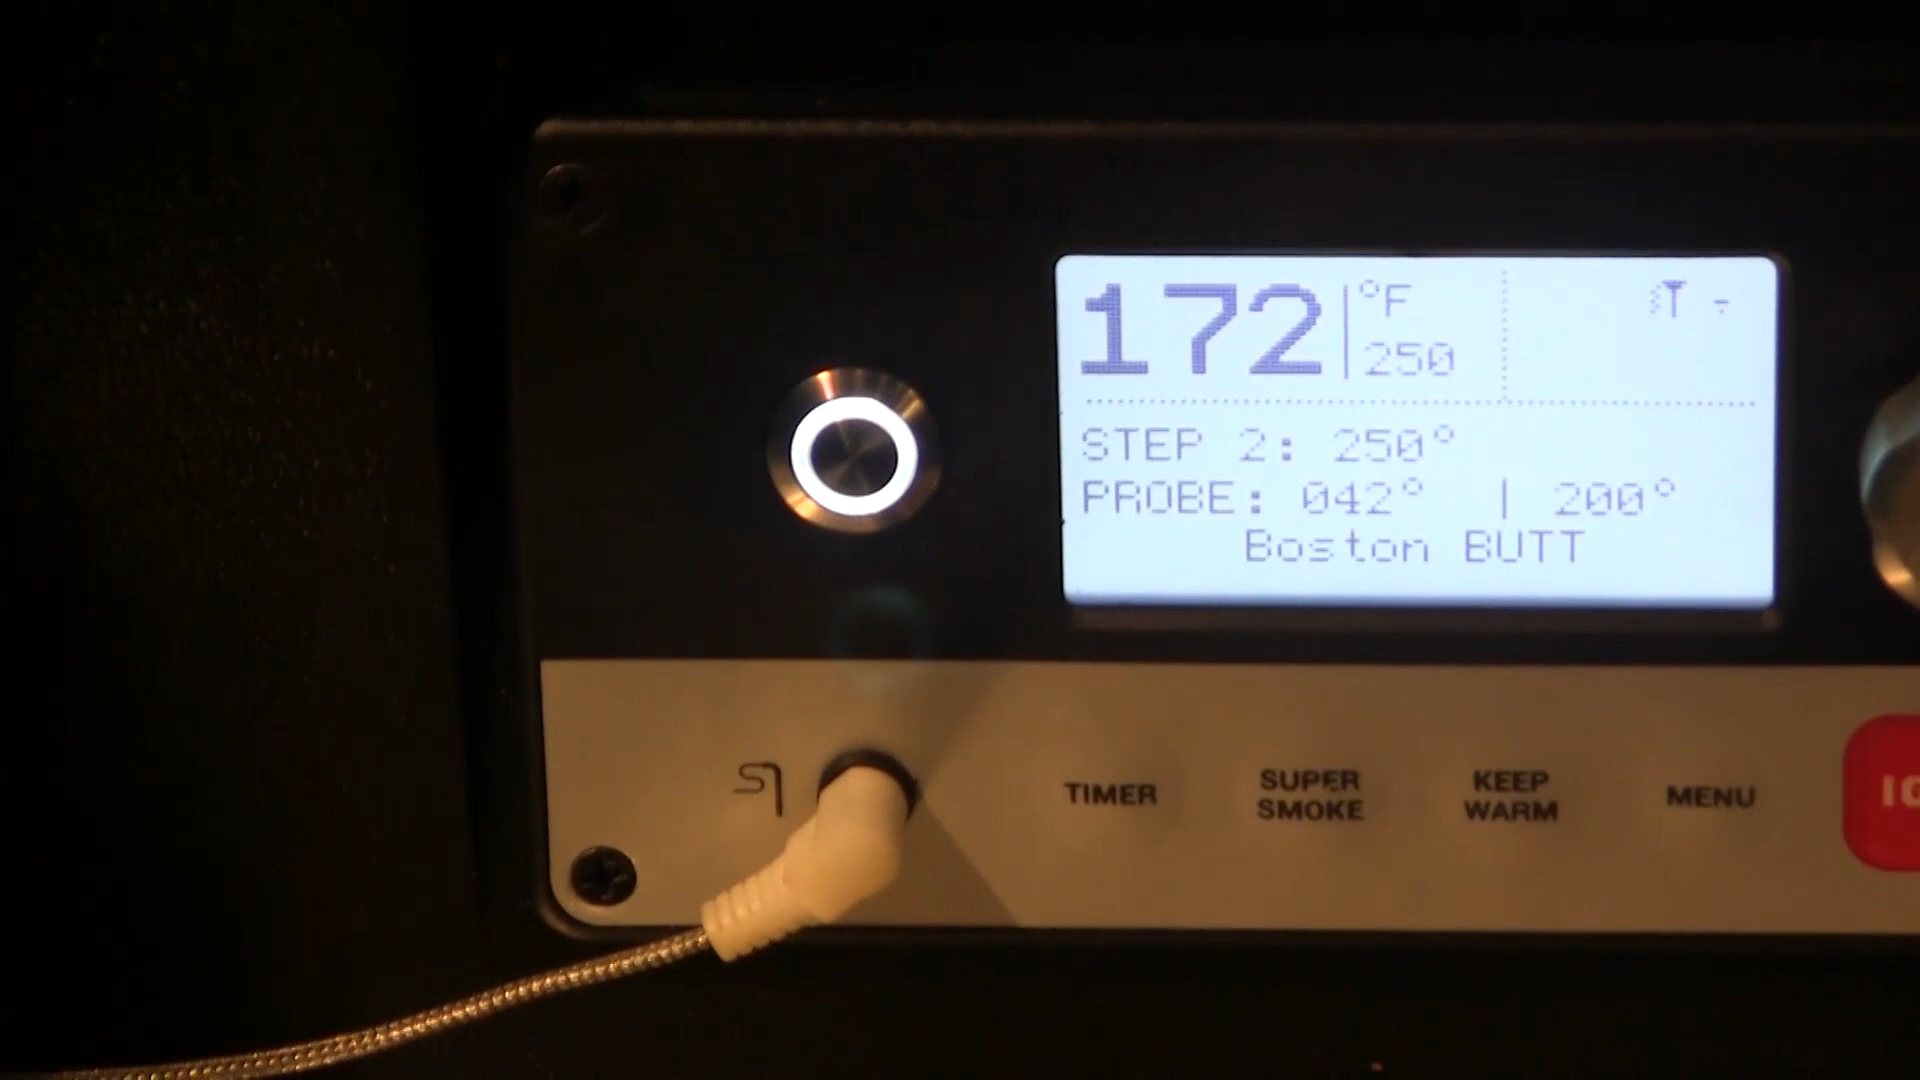 172 °F
250
STEP 2: 250°
PROBE: 042° | 200°
Boston BUTT
TIMER
SUPER
SMOKE
KEEP
WARM
MENU